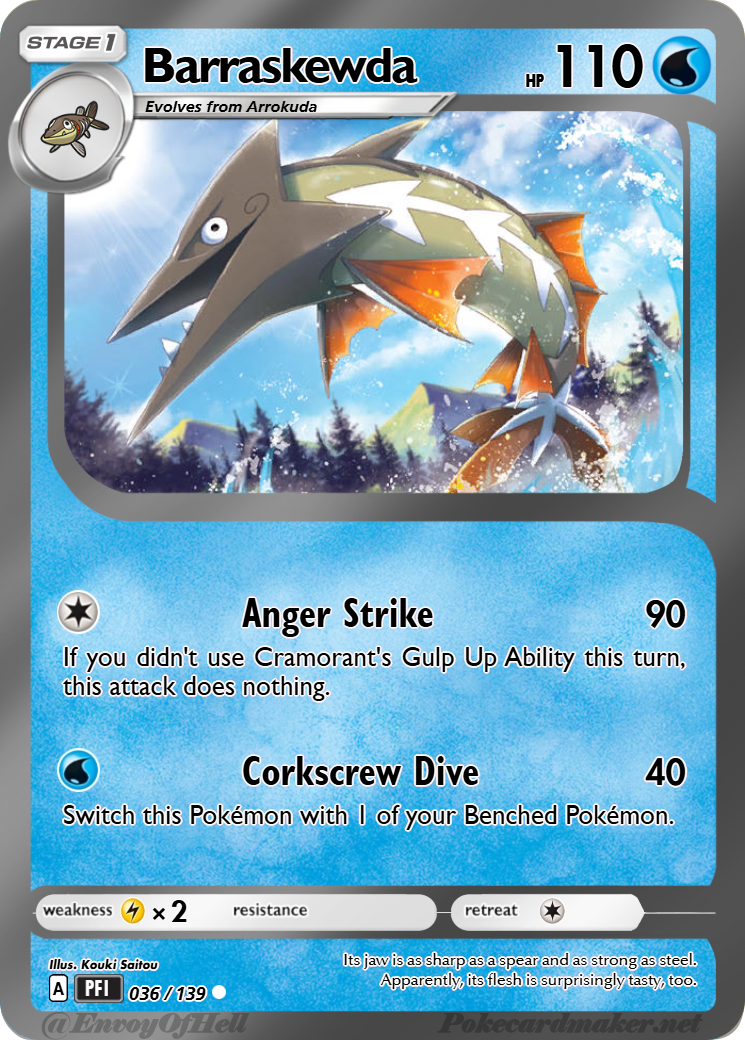 STAGE 1
Barraskewda
HP 110
Evolves from Arrokuda
Anger Strike 90
If you didn't use Cramorant's Gulp Up Ability this turn,
this attack does nothing.
Corkscrew Dive 40
Switch this Pokémon with 1 of your Benched Pokémon.
weakness × 2 resistance retreat
Illus. Kouki Saitou
Its jaw is as sharp as a spear and as strong as steel.
Apparently, its flesh is surprisingly tasty, too.
A PFI 036 / 139
@EnvoyOfHell Pokecardmaker.net